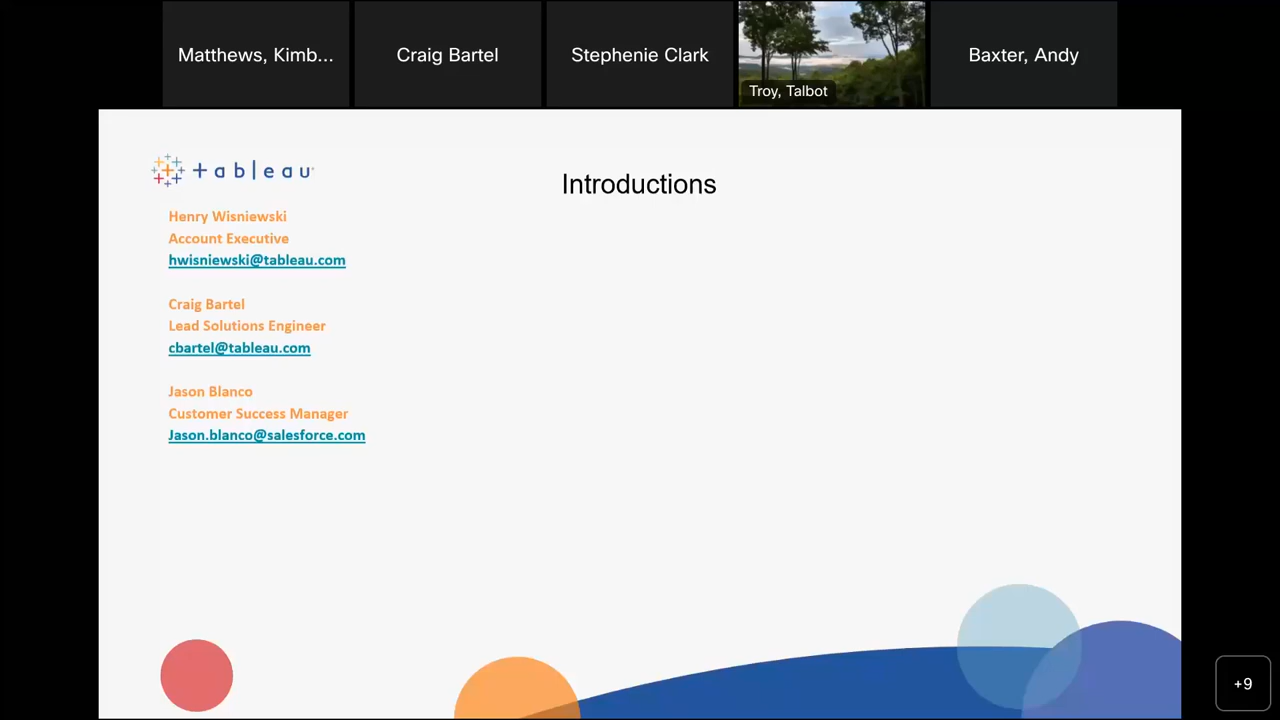 Matthews, Kimb...
Craig Bartel
Stephenie Clark
Troy, Talbot
Baxter, Andy
+ableau
Introductions
Henry Wisniewski
Account Executive
hwisniewski@tableau.com
Craig Bartel
Lead Solutions Engineer
cbartel@tableau.com
Jason Blanco
Customer Success Manager
Jason.blanco@salesforce.com
+9